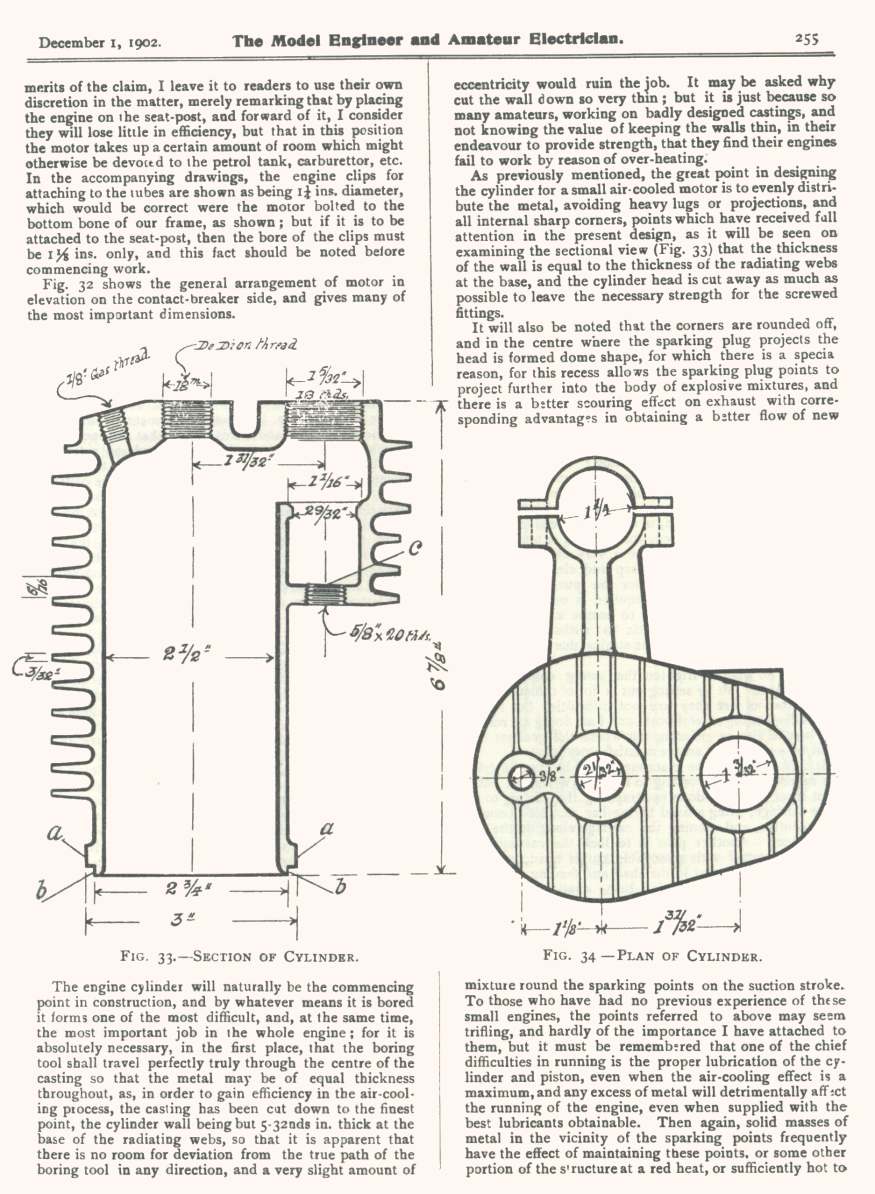 December 1, 1902.
The Model Engineer and Amateur Electrician.
255
merits of the claim, I leave it to readers to use their own
discretion in the matter, merely remarking that by placing
the engine on the seat-post, and forward of it, I consider
they will lose little in efficiency, but that in this position
the motor takes up a certain amount of room which might
otherwise be devoted to the petrol tank, carburettor, etc.
In the accompanying drawings, the engine clips for
attaching to the tubes are shown as being 1¼ ins. diameter,
which would be correct were the motor bolted to the
bottom bone of our frame, as shown; but if it is to be
attached to the seat-post, then the bore of the clips must
be 1⅛ ins. only, and this fact should be noted before
commencing work.
Fig. 32 shows the general arrangement of motor in
elevation on the contact-breaker side, and gives many of
the most important dimensions.
1/8" Gas thread.
De Dion thread
18 m.
1 5/32"
18 thds.
1 31/32"
1 1/16"
29/32"
C
5/16
5/8" x 20 thds.
2 1/2"
3/32"
6 7/8"
a
a
b
b
2 3/4"
3"
FIG. 33.—SECTION OF CYLINDER.
The engine cylinder will naturally be the commencing
point in construction, and by whatever means it is bored
it forms one of the most difficult, and, at the same time,
the most important job in the whole engine; for it is
absolutely necessary, in the first place, that the boring
tool shall travel perfectly truly through the centre of the
casting so that the metal may be of equal thickness
throughout, as, in order to gain efficiency in the air-cool-
ing process, the casting has been cut down to the finest
point, the cylinder wall being but 5-32nds in. thick at the
base of the radiating webs, so that it is apparent that
there is no room for deviation from the true path of the
boring tool in any direction, and a very slight amount of
eccentricity would ruin the job. It may be asked why
cut the wall down so very thin; but it is just because so
many amateurs, working on badly designed castings, and
not knowing the value of keeping the walls thin, in their
endeavour to provide strength, that they find their engines
fail to work by reason of over-heating.
As previously mentioned, the great point in designing
the cylinder for a small air-cooled motor is to evenly distri-
bute the metal, avoiding heavy lugs or projections, and
all internal sharp corners, points which have received full
attention in the present design, as it will be seen on
examining the sectional view (Fig. 33) that the thickness
of the wall is equal to the thickness of the radiating webs
at the base, and the cylinder head is cut away as much as
possible to leave the necessary strength for the screwed
fittings.
It will also be noted that the corners are rounded off,
and in the centre where the sparking plug projects the
head is formed dome shape, for which there is a specia
reason, for this recess allows the sparking plug points to
project further into the body of explosive mixtures, and
there is a better scouring effect on exhaust with corre-
sponding advantages in obtaining a better flow of new
1 1/4
3/8"
21/32"
1 3/32"
1 1/8"
1 31/32"
FIG. 34—PLAN OF CYLINDER.
mixture round the sparking points on the suction stroke.
To those who have had no previous experience of these
small engines, the points referred to above may seem
trifling, and hardly of the importance I have attached to
them, but it must be remembered that one of the chief
difficulties in running is the proper lubrication of the cy-
linder and piston, even when the air-cooling effect is a
maximum, and any excess of metal will detrimentally affect
the running of the engine, even when supplied with the
best lubricants obtainable. Then again, solid masses of
metal in the vicinity of the sparking points frequently
have the effect of maintaining these points, or some other
portion of the structure at a red heat, or sufficiently hot to